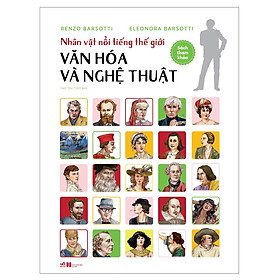 RENZO BARSOTTI ELEONORA BARSOTTI
Nhân vật nổi tiếng thế giới
VĂN HÓA
VÀ NGHỆ THUẬT
Sách
tham
khảo